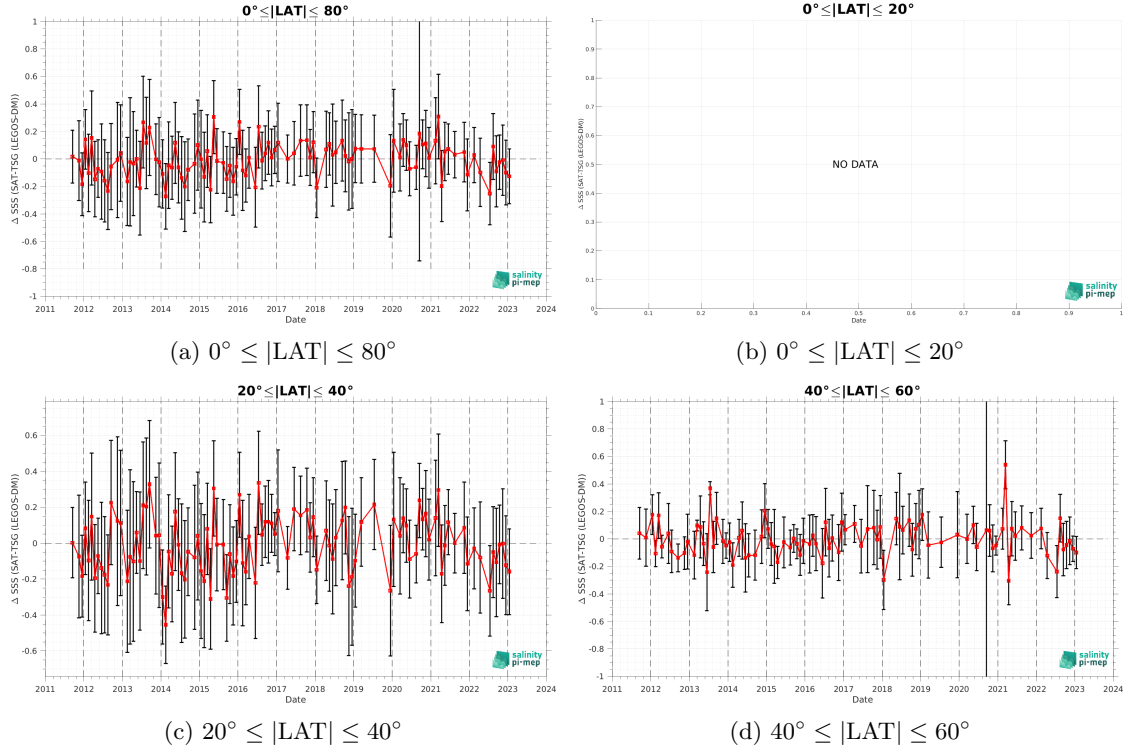 0°≤|LAT|≤ 80°
Δ SSS (SAT-TSG (LEGOS-DM))
1
0.8
0.6
0.4
0.2
0
-0.2
-0.4
-0.6
-0.8
-1
2011 2012 2013 2014 2015 2016 2017 2018 2019 2020 2021 2022 2023 2024
Date
salinity
pi-mep
(a) 0° ≤ |LAT| ≤ 80°
0°≤|LAT|≤ 20°
Δ SSS (SAT-TSG (LEGOS-DM))
1
0.9
0.8
0.7
0.6
0.5
0.4
0.3
0.2
0.1
0
NO DATA
0 0.1 0.2 0.3 0.4 0.5 0.6 0.7 0.8 0.9 1
Date
salinity
pi-mep
(b) 0° ≤ |LAT| ≤ 20°
20°≤|LAT|≤ 40°
Δ SSS (SAT-TSG (LEGOS-DM))
0.6
0.4
0.2
0
-0.2
-0.4
-0.6
2011 2012 2013 2014 2015 2016 2017 2018 2019 2020 2021 2022 2023 2024
Date
salinity
pi-mep
(c) 20° ≤ |LAT| ≤ 40°
40°≤|LAT|≤ 60°
Δ SSS (SAT-TSG (LEGOS-DM))
1
0.8
0.6
0.4
0.2
0
-0.2
-0.4
-0.6
-0.8
-1
2011 2012 2013 2014 2015 2016 2017 2018 2019 2020 2021 2022 2023 2024
Date
salinity
pi-mep
(d) 40° ≤ |LAT| ≤ 60°